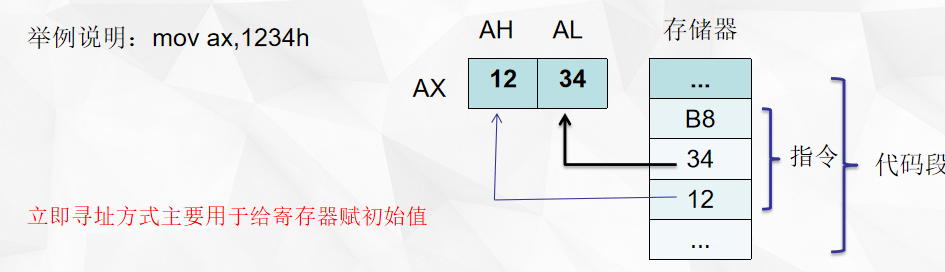 举例说明：mov ax,1234h
AH AL 存储器
AX 12 34 ...
B8
34 指令 代码段
12
立即寻址方式主要用于给寄存器赋初始值
...